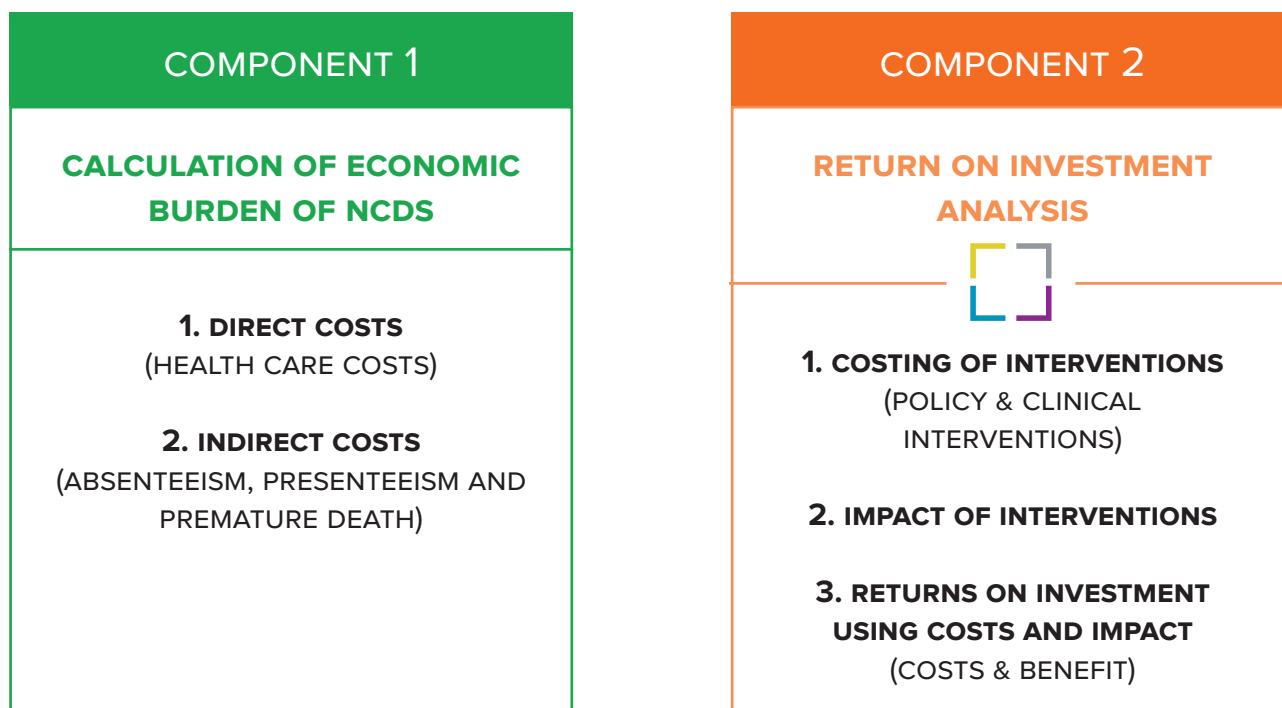 COMPONENT 1
CALCULATION OF ECONOMIC
BURDEN OF NCDS
1. DIRECT COSTS
(HEALTH CARE COSTS)
2. INDIRECT COSTS
(ABSENTEEISM, PRESENTEEISM AND
PREMATURE DEATH)
COMPONENT 2
RETURN ON INVESTMENT
ANALYSIS
1. COSTING OF INTERVENTIONS
(POLICY & CLINICAL
INTERVENTIONS)
2. IMPACT OF INTERVENTIONS
3. RETURNS ON INVESTMENT
USING COSTS AND IMPACT
(COSTS & BENEFIT)